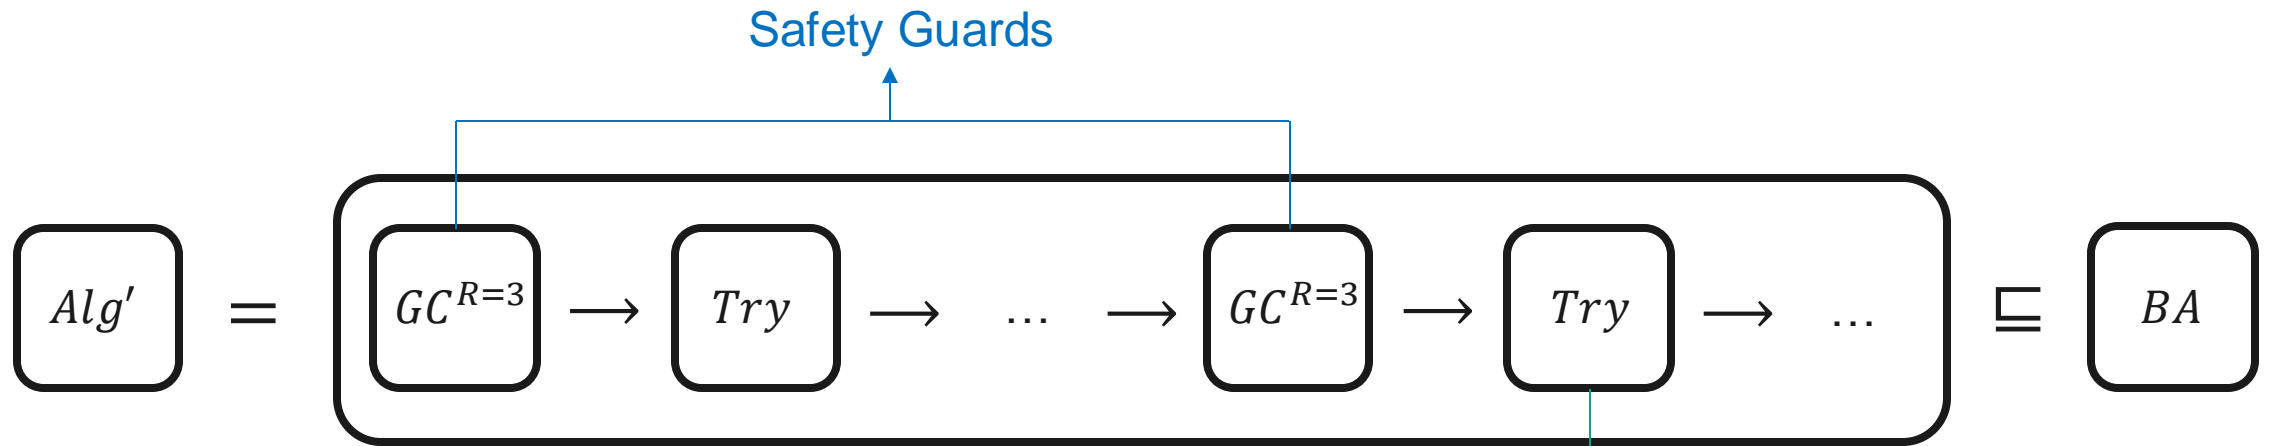 Safety Guards
Alg′ = GC^{R=3} ⟶ Try ⟶ … ⟶ GC^{R=3} ⟶ Try ⟶ … ⊑ BA